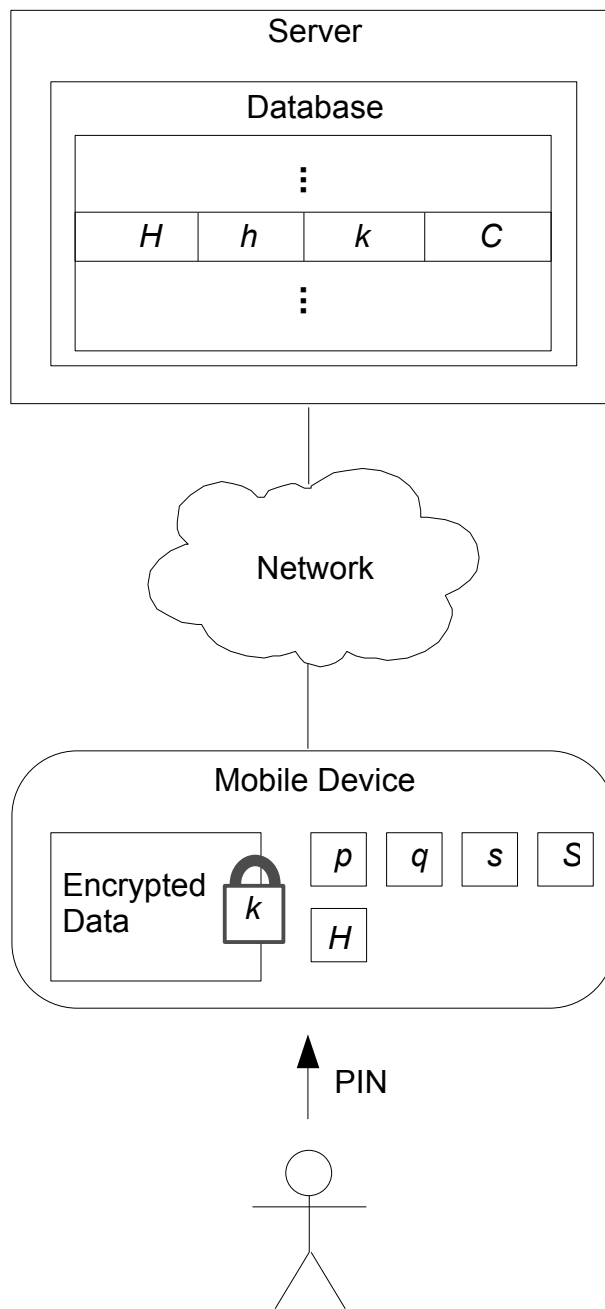 Server
Database
⋮
H h k C
⋮
Network
Mobile Device
Encrypted
Data
k
p q s S
H
PIN